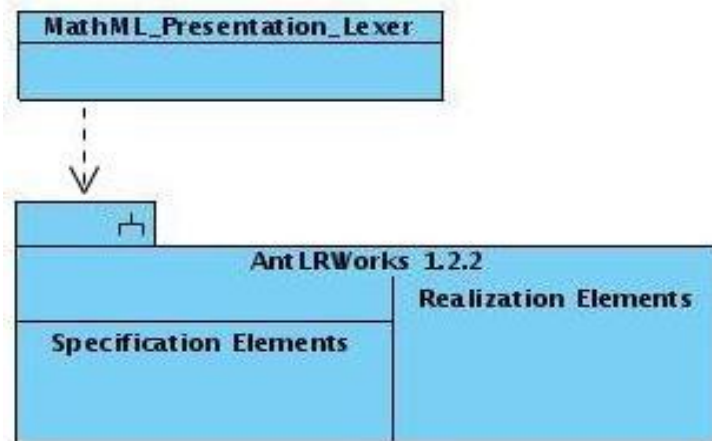 MathML_Presentation_Lexer
AntLRWorks 1.2.2
Realization Elements
Specification Elements